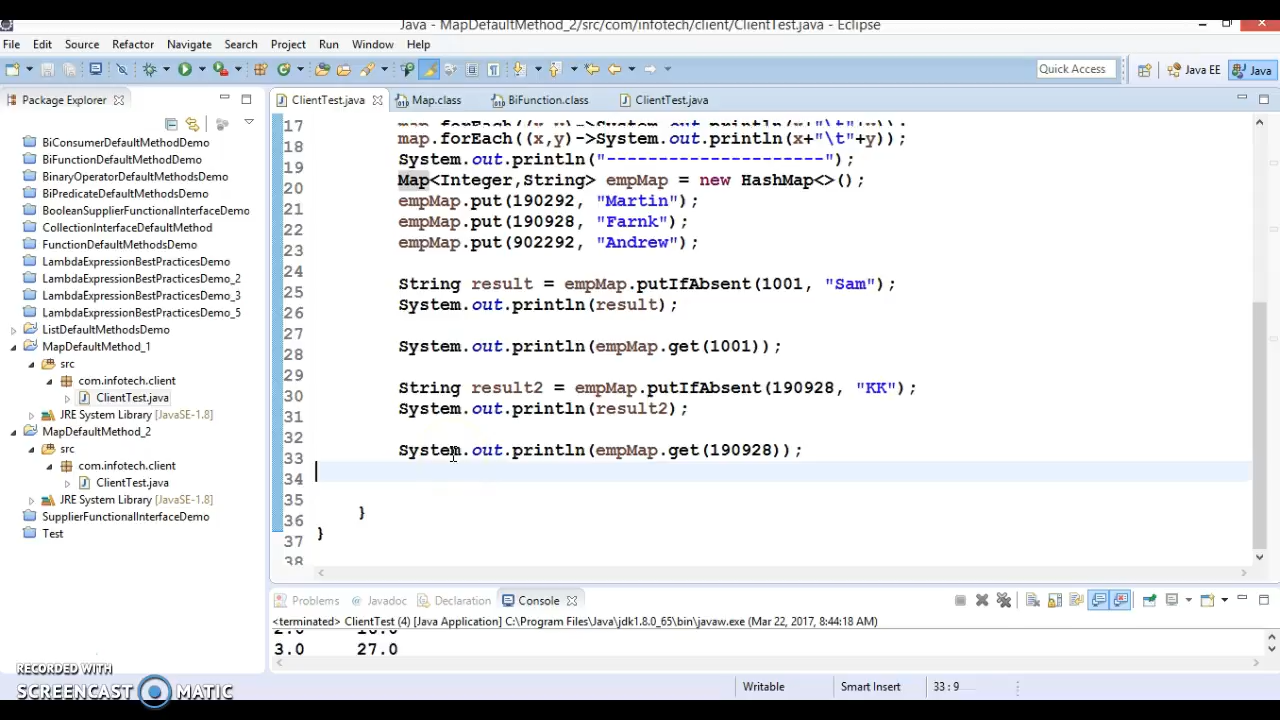 Java - MapDefaultMethod_2/src/com/infotech/client/ClientTest.java - Eclipse
File Edit Source Refactor Navigate Search Project Run Window Help
Quick Access
Java EE
Java
Package Explorer
ClientTest.java
Map.class
BiFunction.class
ClientTest.java
BiConsumerDefaultMethodDemo
BiFunctionDefaultMethod
BinaryOperatorDefaultMethodsDemo
BiPredicateDefaultMethodsDemo
BooleanSupplierFunctionalInterfaceDemo
CollectionInterfaceDefaultMethod
FunctionDefaultMethodsDemo
LambdaExpressionBestPracticesDemo
LambdaExpressionBestPracticesDemo_2
LambdaExpressionBestPracticesDemo_3
LambdaExpressionBestPracticesDemo_5
ListDefaultMethodsDemo
MapDefaultMethod_1
src
com.infotech.client
ClientTest.java
JRE System Library [JavaSE-1.8]
MapDefaultMethod_2
src
com.infotech.client
ClientTest.java
JRE System Library [JavaSE-1.8]
SupplierFunctionalInterfaceDemo
Test
17 map.forEach((x,y)->System.out.println(x+"\t"+y));
18 map.forEach((x,y)->System.out.println(x+"\t"+y));
19 System.out.println("----------------------");
20 Map<Integer,String> empMap = new HashMap<>();
21 empMap.put(190292, "Martin");
22 empMap.put(190928, "Farnk");
23 empMap.put(902292, "Andrew");
24
25 String result = empMap.putIfAbsent(1001, "Sam");
26 System.out.println(result);
27
28 System.out.println(empMap.get(1001));
29
30 String result2 = empMap.putIfAbsent(190928, "KK");
31 System.out.println(result2);
32
33 System.out.println(empMap.get(190928));
34
35
36 }
37 }
38
Problems Javadoc Declaration Console
<terminated> ClientTest (4) [Java Application] C:\Program Files\Java\jdk1.8.0_65\bin\javaw.exe (Mar 22, 2017, 8:44:18 AM)
3.0 27.0
Writable Smart Insert 33 : 9
RECORDED WITH
SCREENCAST MATIC